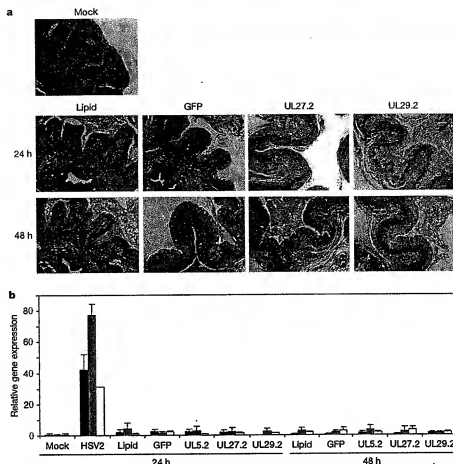 a
Mock
Lipid GFP UL27.2 UL29.2
24 h
48 h
b
Relative gene expression
80
60
40
20
0
Mock HSV2 Lipid GFP UL5.2 UL27.2 UL29.2 Lipid GFP UL5.2 UL27.2 UL29.2
24 h 48 h